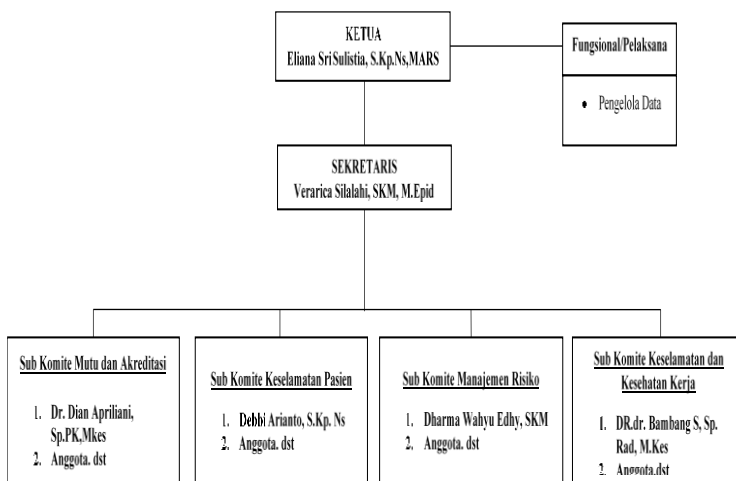 KETUA
Eliana Sri Sulistia, S.Kp.Ns,MARS
Fungsional/Pelaksana
• Pengelola Data
SEKRETARIS
Verarica Silalahi, SKM, M.Epid
Sub Komite Mutu dan Akreditasi
1. Dr. Dian Apriliani,
Sp.PK,Mkes
2. Anggota. dst
Sub Komite Keselamatan Pasien
1. Debbi Arianto, S.Kp. Ns
2. Anggota. dst
Sub Komite Manajemen Risiko
1. Dharma Wahyu Edhy, SKM
2. Anggota. dst
Sub Komite Keselamatan dan
Kesehatan Kerja
1. DR.dr. Bambang S, Sp.
Rad, M.Kes
2. Anggota.dst